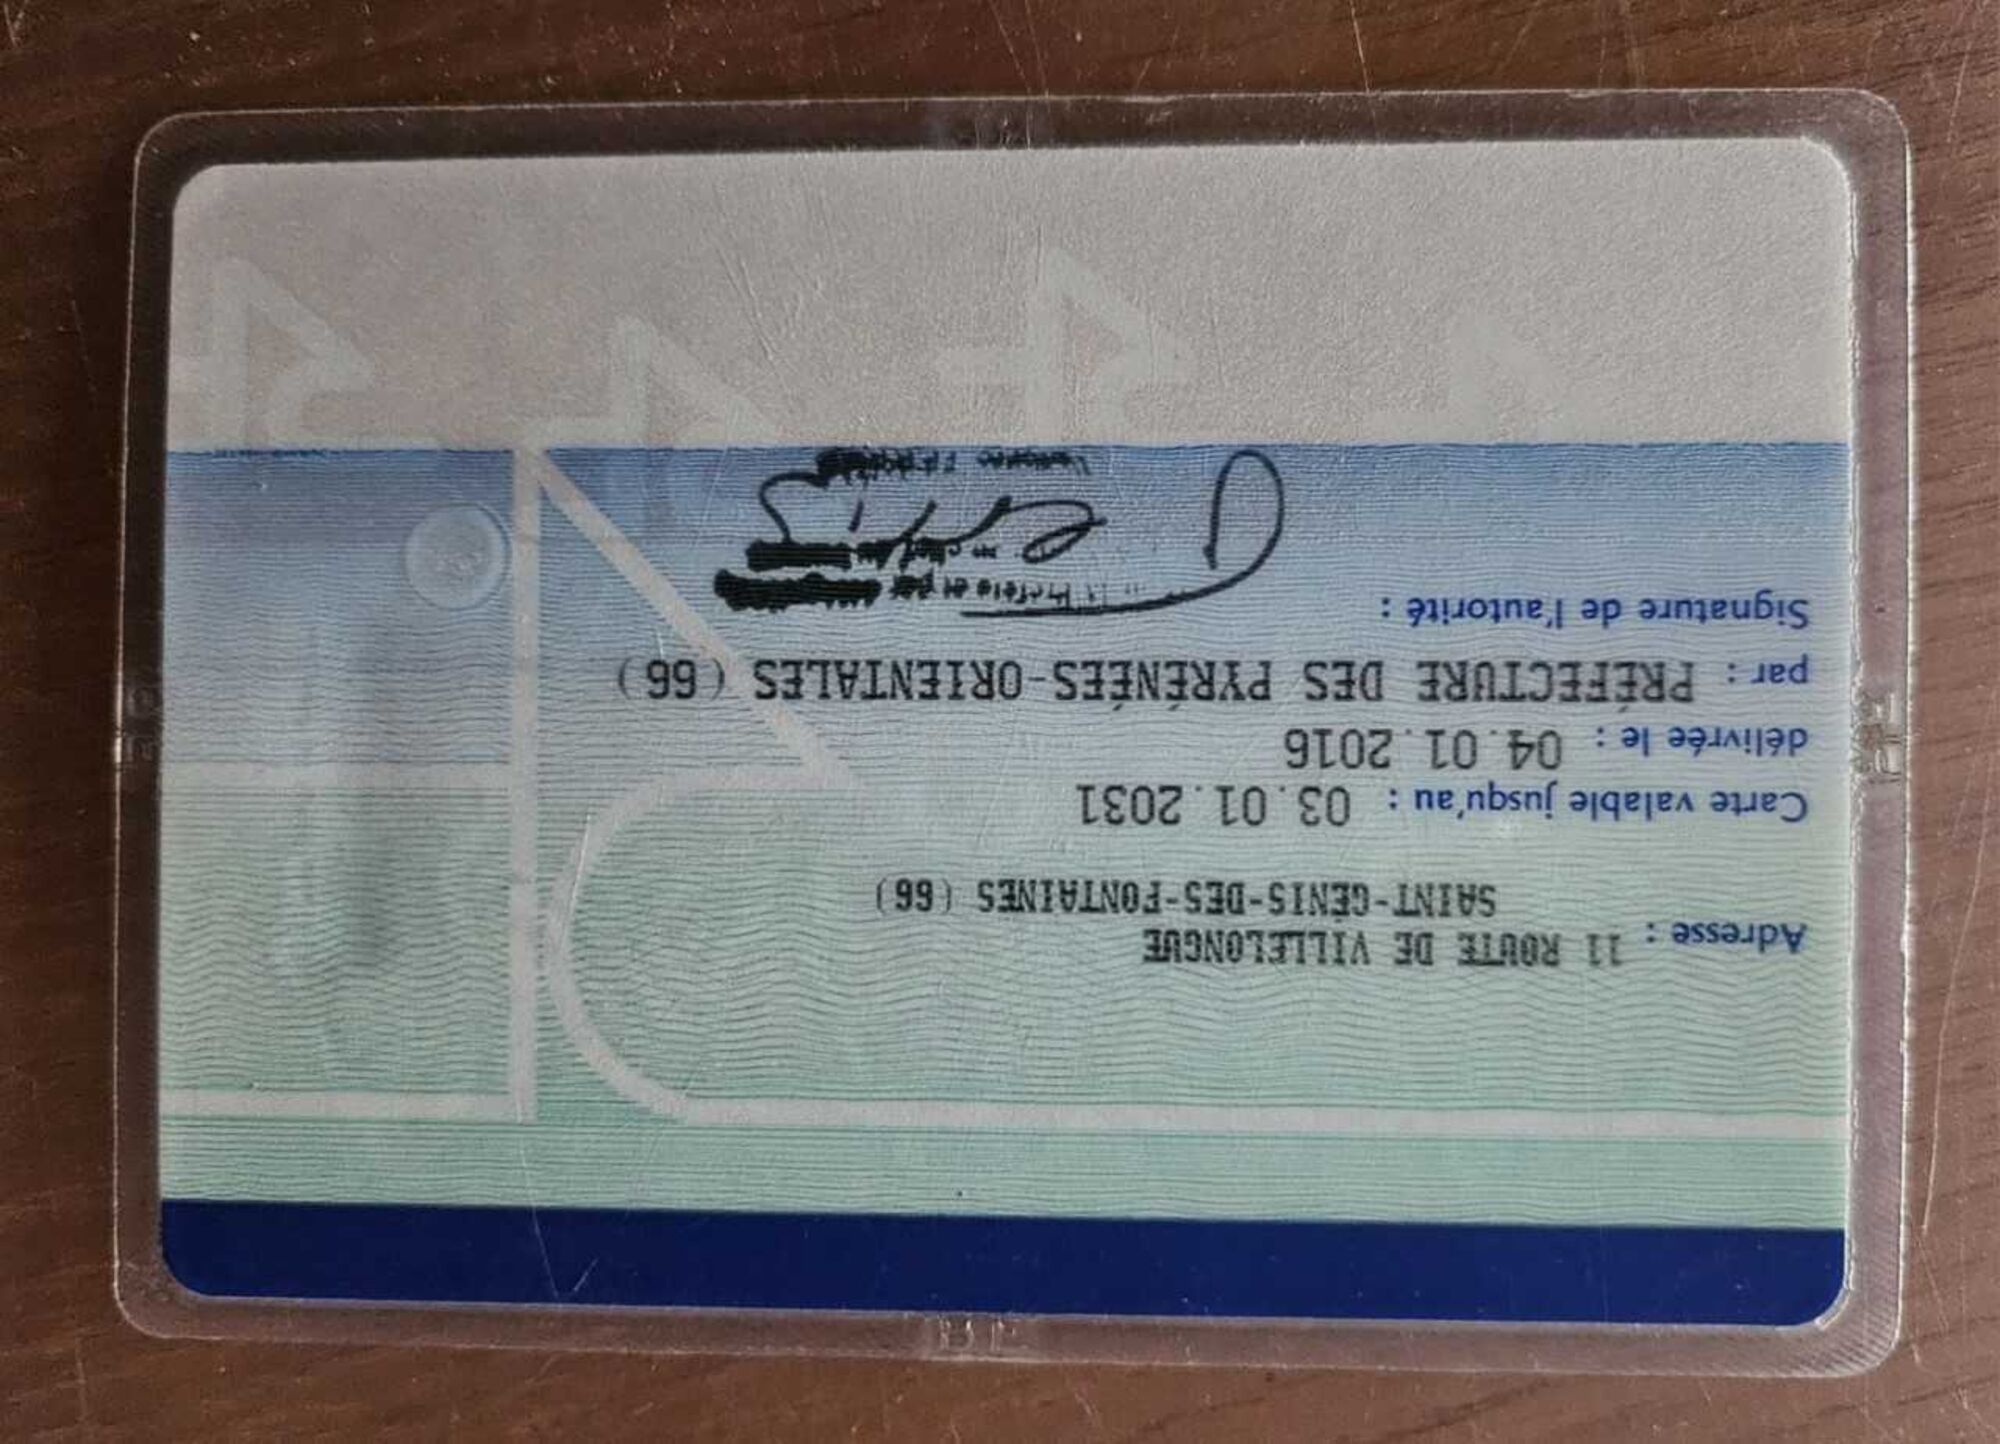 Adresse : 11 ROUTE DE VILLELONGUE
SAINT-GÉNIS-DES-FONTAINES (66)
Carte valable jusqu'au : 03.01.2031
délivrée le : 04.01.2016
par : PRÉFECTURE DES PYRÉNÉES-ORIENTALES (66)
Signature de l'autorité :